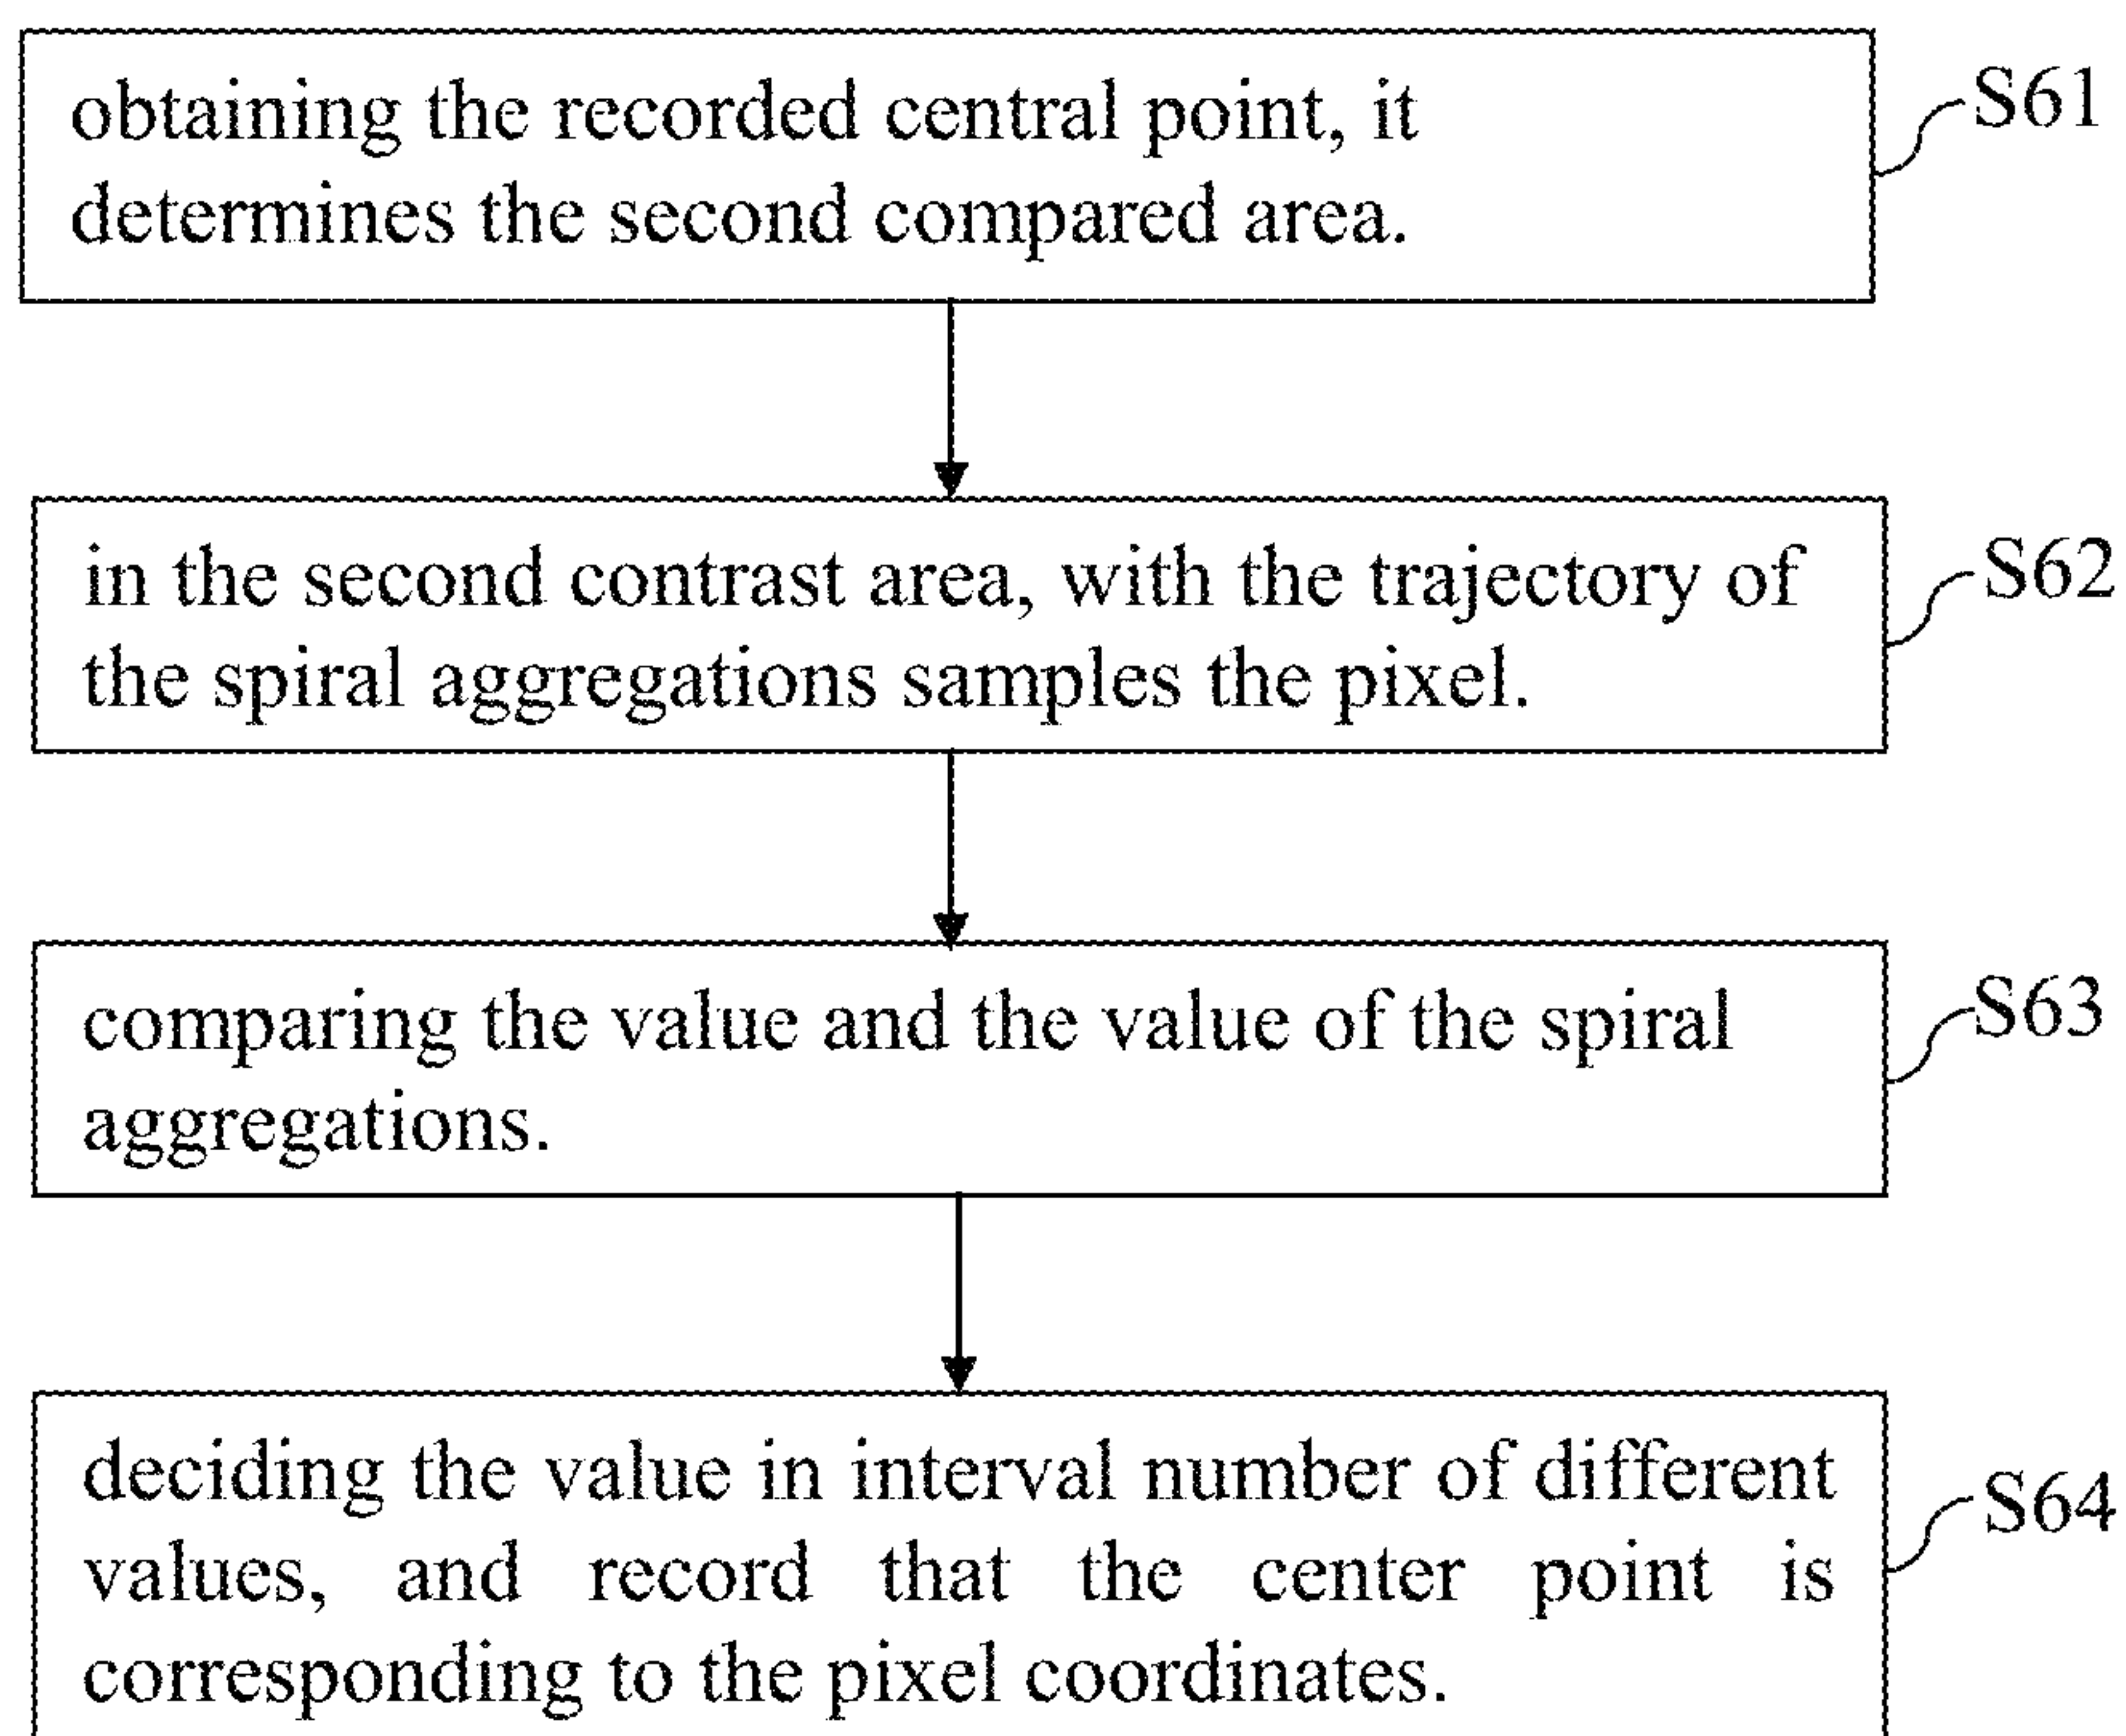 obtaining the recorded central point, it
determines the second compared area.
S61
in the second contrast area, with the trajectory of
the spiral aggregations samples the pixel.
S62
comparing the value and the value of the spiral
aggregations.
S63
deciding the value in interval number of different
values, and record that the center point is
corresponding to the pixel coordinates.
S64